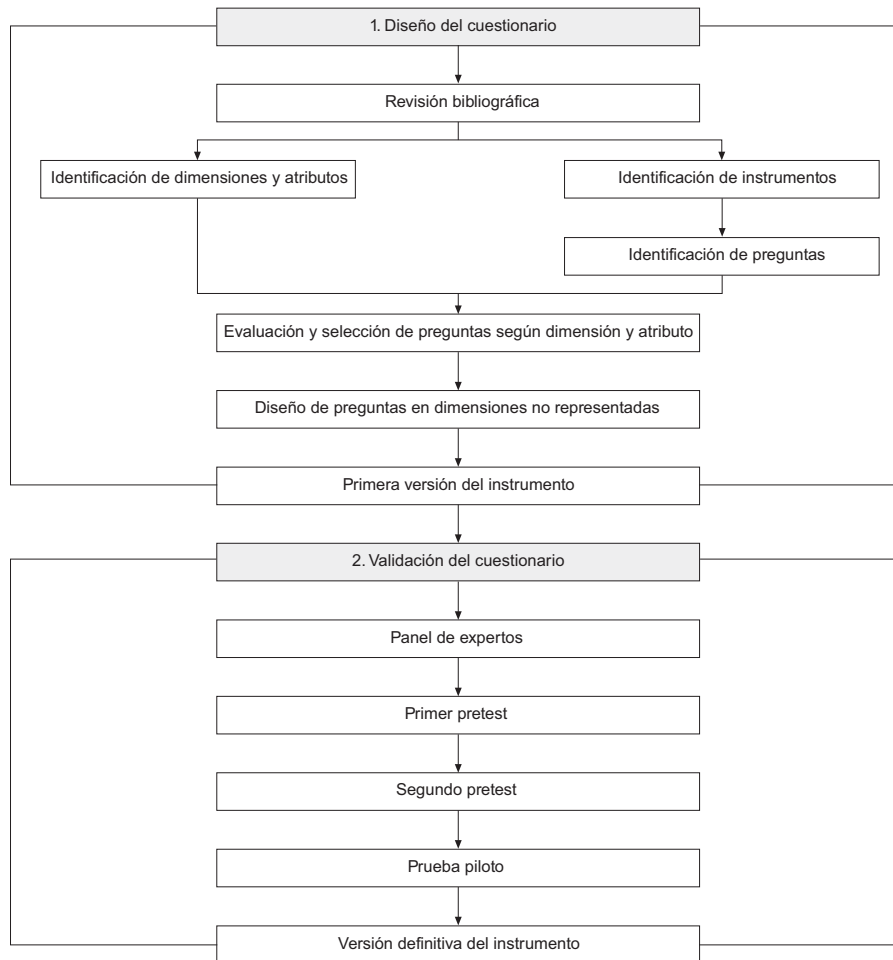 1. Diseño del cuestionario
Revisión bibliográfica
Identificación de dimensiones y atributos
Identificación de instrumentos
Identificación de preguntas
Evaluación y selección de preguntas según dimensión y atributo
Diseño de preguntas en dimensiones no representadas
Primera versión del instrumento
2. Validación del cuestionario
Panel de expertos
Primer pretest
Segundo pretest
Prueba piloto
Versión definitiva del instrumento